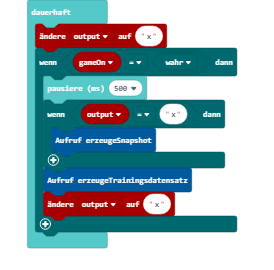 dauerhaft
ändere output ▾ auf "x"
wenn gameOn ▾ = ▾ wahr ▾ dann
pausiere (ms) 500 ▾
wenn output ▾ = ▾ "x" dann
Aufruf erzeugeSnapshot
Aufruf erzeugeTrainingsdatensatz
ändere output ▾ auf "x"